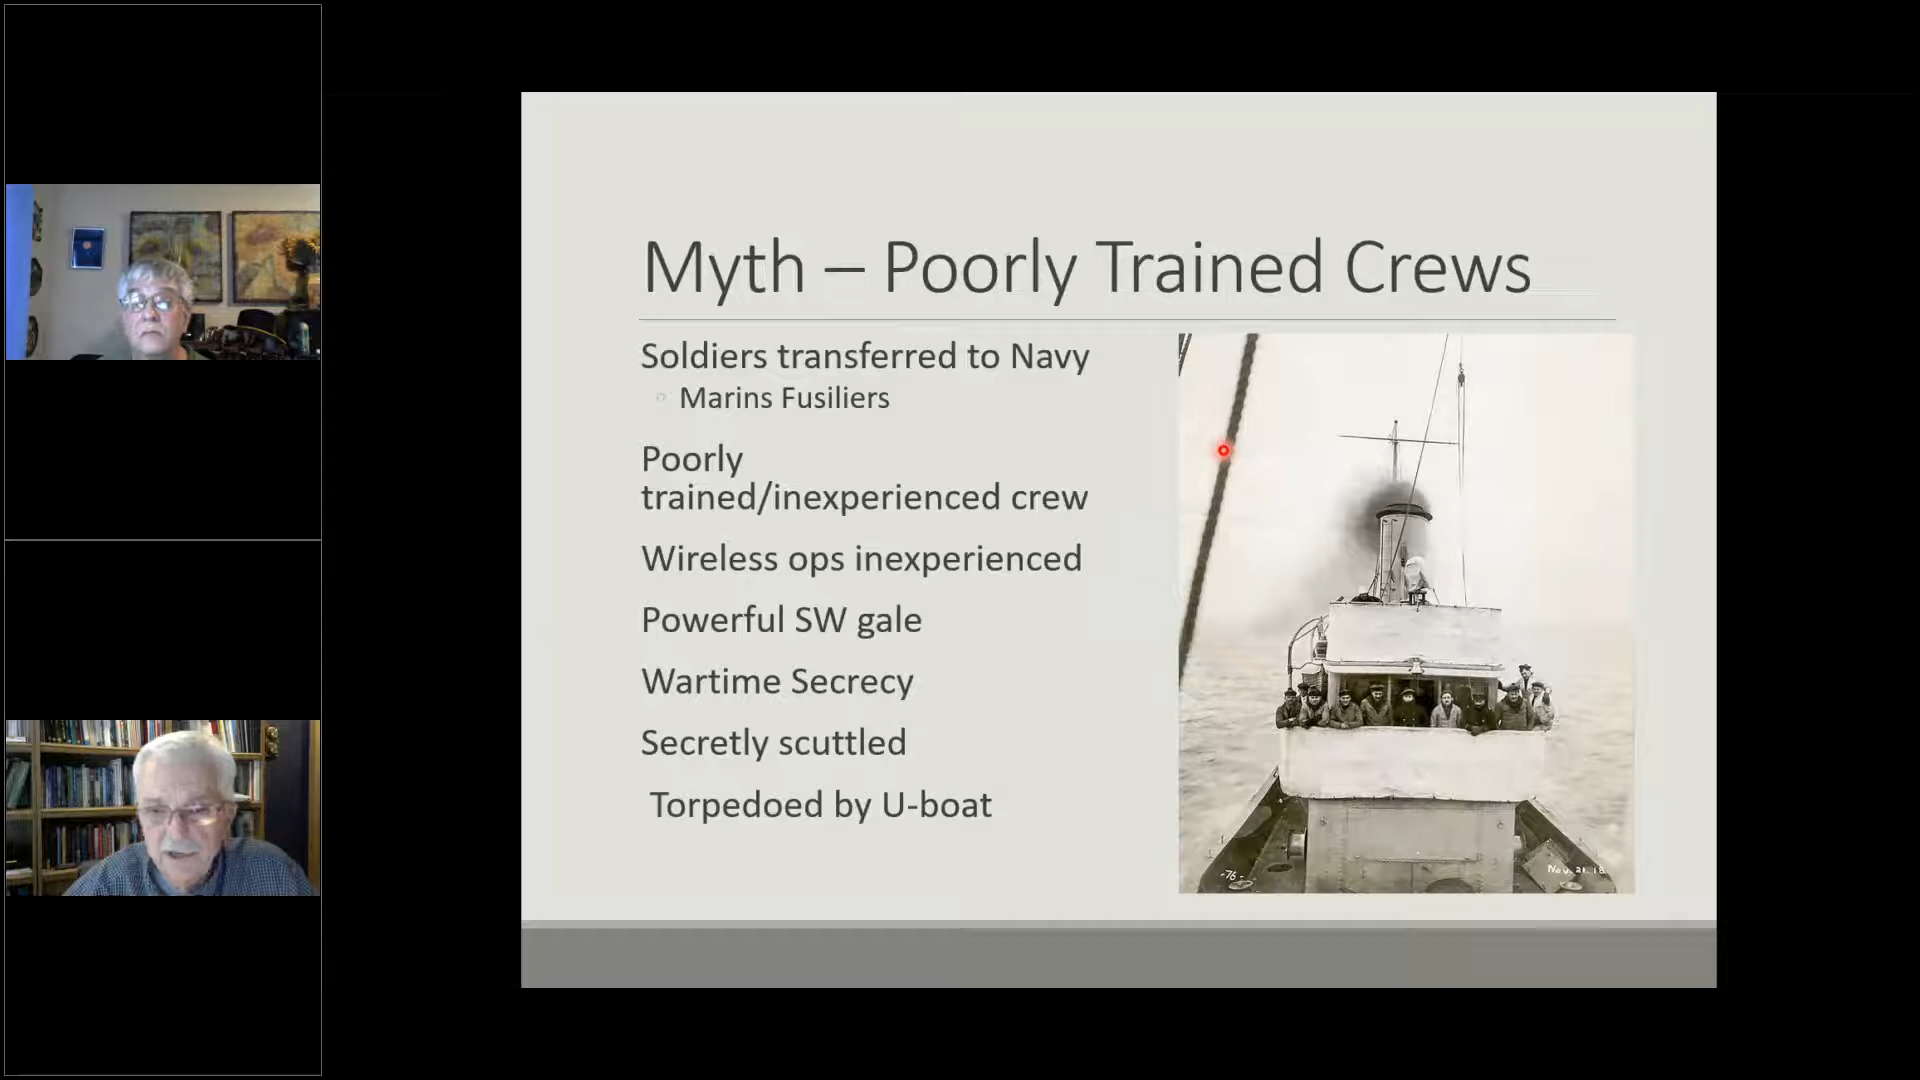 Myth – Poorly Trained Crews
Soldiers transferred to Navy
Marins Fusiliers
Poorly
trained/inexperienced crew
Wireless ops inexperienced
Powerful SW gale
Wartime Secrecy
Secretly scuttled
Torpedoed by U-boat
-76-
Nov. 21. 18